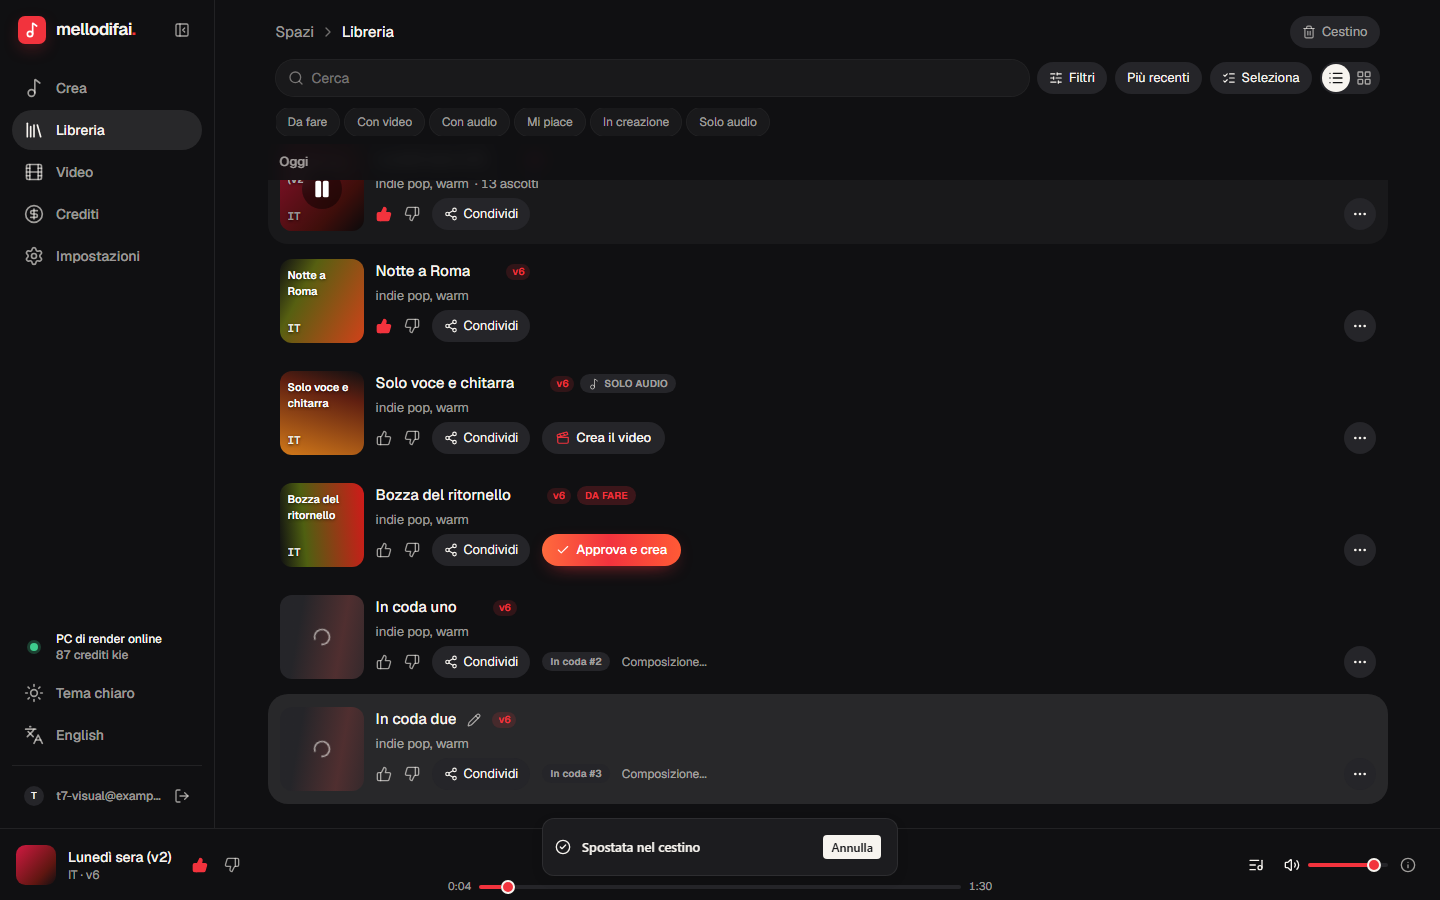 mellodifai.
Crea
Libreria
Video
Crediti
Impostazioni
PC di render online
87 crediti kie
Tema chiaro
English
T t7-visual@examp...
Spazi > Libreria
Cestino
Cerca
Filtri
Più recenti
Seleziona
Da fare
Con video
Con audio
Mi piace
In creazione
Solo audio
Oggi
IT
indie pop, warm · 13 ascolti
Condividi
Notte a
Roma
IT
Notte a Roma v6
indie pop, warm
Condividi
Solo voce e
chitarra
IT
Solo voce e chitarra v6 SOLO AUDIO
indie pop, warm
Condividi
Crea il video
Bozza del
ritornello
IT
Bozza del ritornello v6 DA FARE
indie pop, warm
Condividi
Approva e crea
In coda uno v6
indie pop, warm
Condividi
In coda #2
Composizione...
In coda due v6
indie pop, warm
Condividi
In coda #3
Composizione...
Lunedì sera (v2)
IT · v6
Spostata nel cestino
Annulla
0:04
1:30